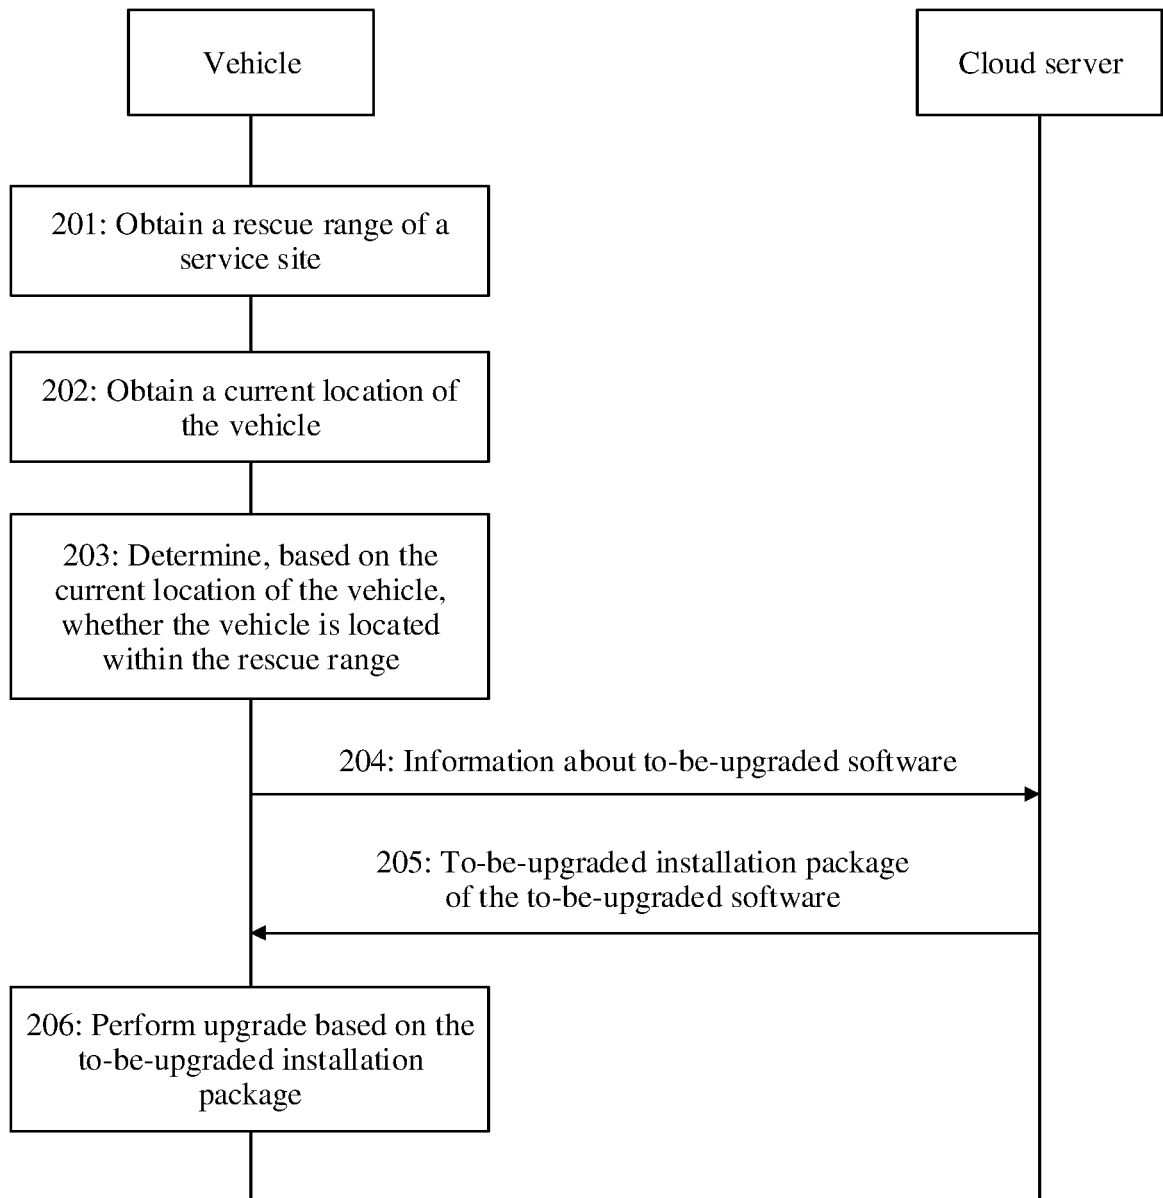 Vehicle
Cloud server
201: Obtain a rescue range of a
service site
202: Obtain a current location of
the vehicle
203: Determine, based on the
current location of the vehicle,
whether the vehicle is located
within the rescue range
204: Information about to-be-upgraded software
205: To-be-upgraded installation package
of the to-be-upgraded software
206: Perform upgrade based on the
to-be-upgraded installation
package